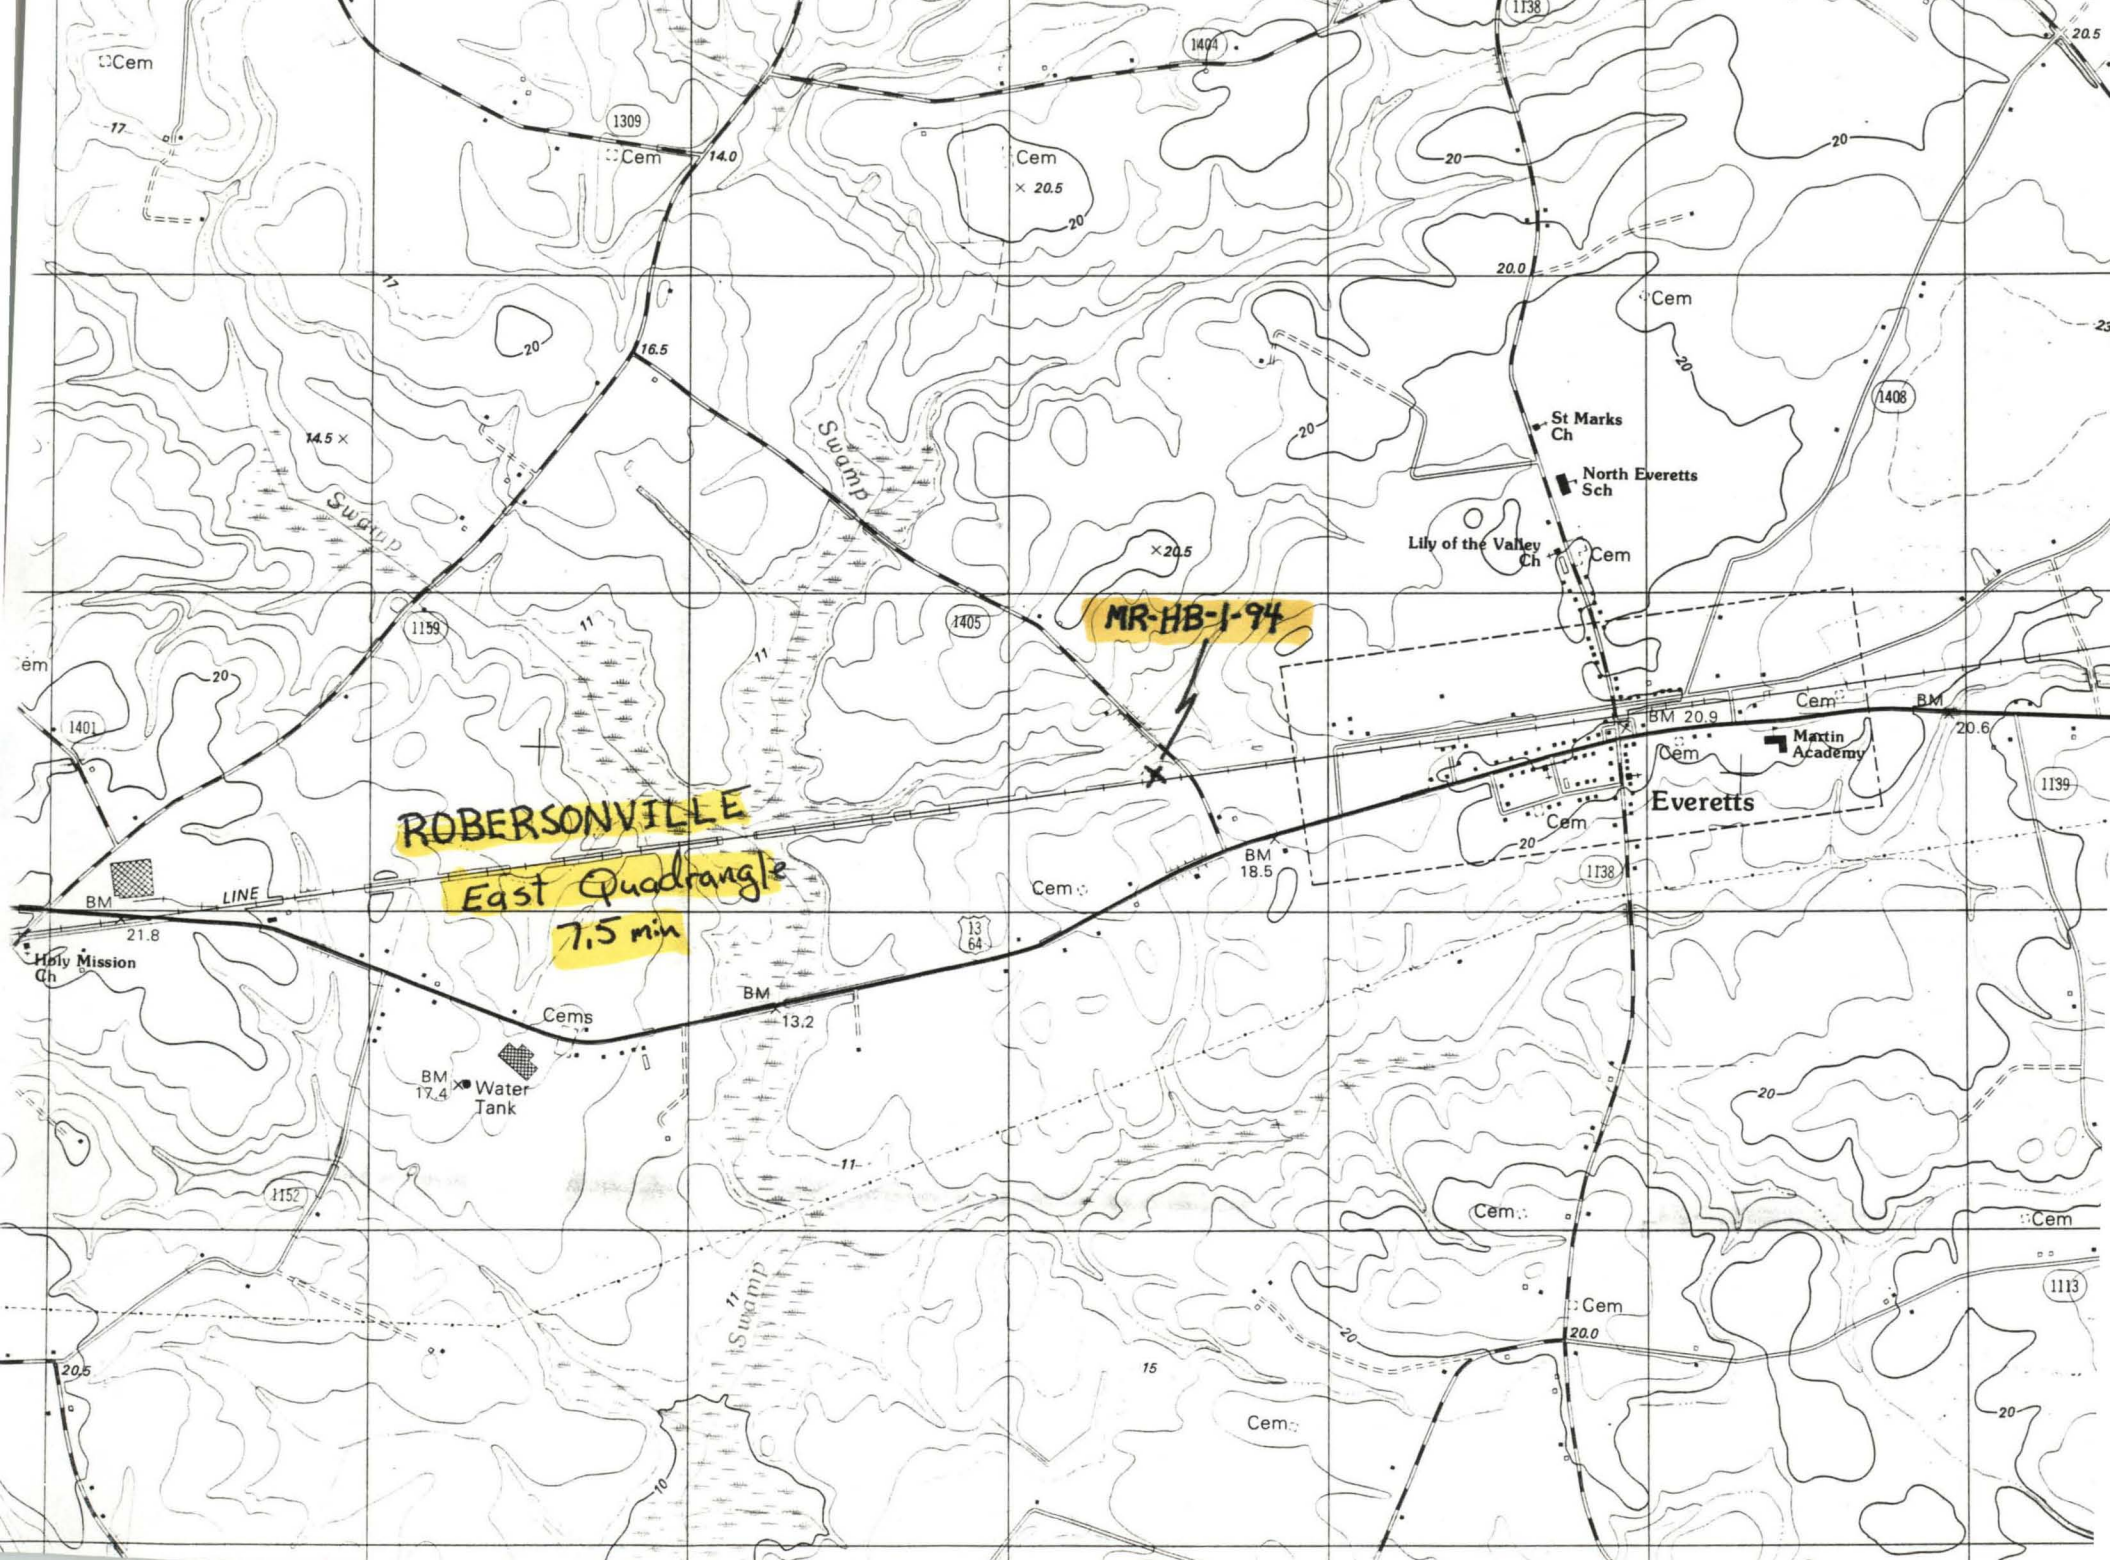 1138
20.5
1404
Cem
17
1309
Cem
14.0
Cem
20.5
20
20
20
20.0
17
Cem
20
16.5
20
1408
23
14.5
Swamp
Swamp
20
St Marks
Ch
North Everetts
Sch
Lily of the Valley
Ch
Cem
20.5
1159
11
11
1405
MR-HB-1-94
em
20
1401
BM 20.9
Cem
BM
20.6
Martin
Academy
Cem
1139
Everetts
ROBERSONVILLE
East Quadrangle
7.5 min
Cem
20
BM
18.5
1138
Cem
BM
21.8
LINE
13
64
Holy Mission
Ch
Cems
BM
13.2
BM
17.4
Water
Tank
20
11
1152
Cem
Cem
11
Swamp
1113
Cem
20
20.0
20.5
15
Cem
20
10